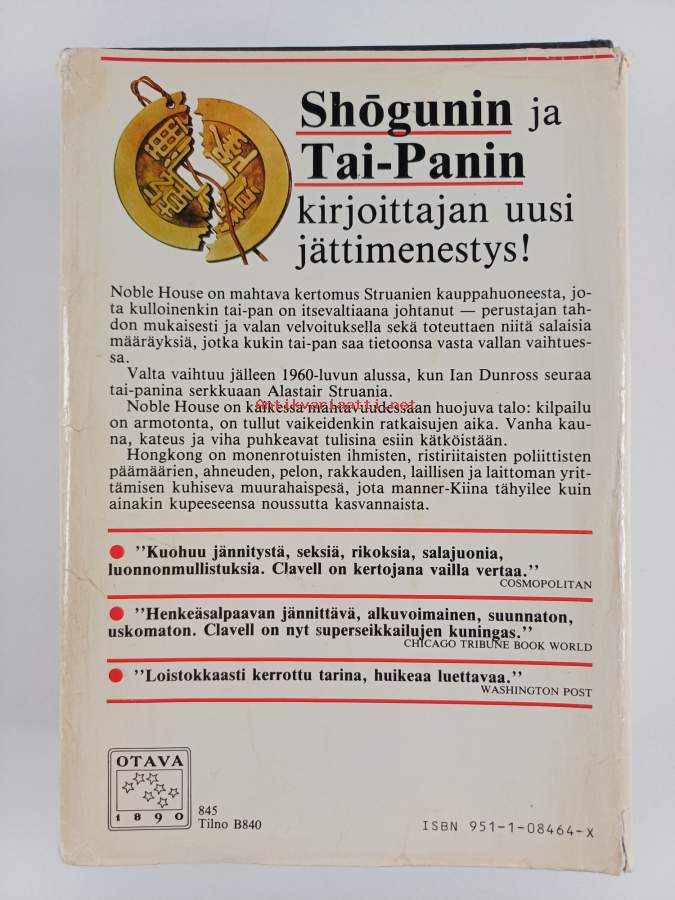 Shōgunin ja
Tai-Panin
kirjoittajan uusi
jättimenestys!
Noble House on mahtava kertomus Struanien kauppahuoneesta, jo-
ta kulloinenkin tai-pan on itsevaltiaana johtanut — perustajan tah-
don mukaisesti ja valan velvoituksella sekä toteuttaen niitä salaisia
määräyksiä, jotka kukin tai-pan saa tietoonsa vasta vallan vaihtues-
sa.
Valta vaihtuu jälleen 1960-luvun alussa, kun Ian Dunross seuraa
tai-panina serkkuaan Alastair Struania.
Antikvariaatti.net
Noble House on kaikessa mahtavuudessaan huojuva talo: kilpailu
on armotonta, on tullut vaikeidenkin ratkaisujen aika. Vanha kau-
na, kateus ja viha puhkeavat tulisina esiin kätköistään.
Hongkong on monenrotuisten ihmisten, ristiriitaisten poliittisten
päämäärien, ahneuden, pelon, rakkauden, laillisen ja laittoman yrit-
tämisen kuhiseva muurahaispesä, jota manner-Kiina tähyilee kuin
ainakin kupeeseensa noussutta kasvannaista.
● ''Kuohuu jännitystä, seksiä, rikoksia, salajuonia,
luonnonmullistuksia. Clavell on kertojana vailla vertaa.''
COSMOPOLITAN
● ''Henkeäsalpaavan jännittävä, alkuvoimainen, suunnaton,
uskomaton. Clavell on nyt superseikkailujen kuningas.''
CHICAGO TRIBUNE BOOK WORLD
● ''Loistokkaasti kerrottu tarina, huikeaa luettavaa.''
WASHINGTON POST
OTAVA
1890
845
Tilno B840
ISBN 951-1-08464-X